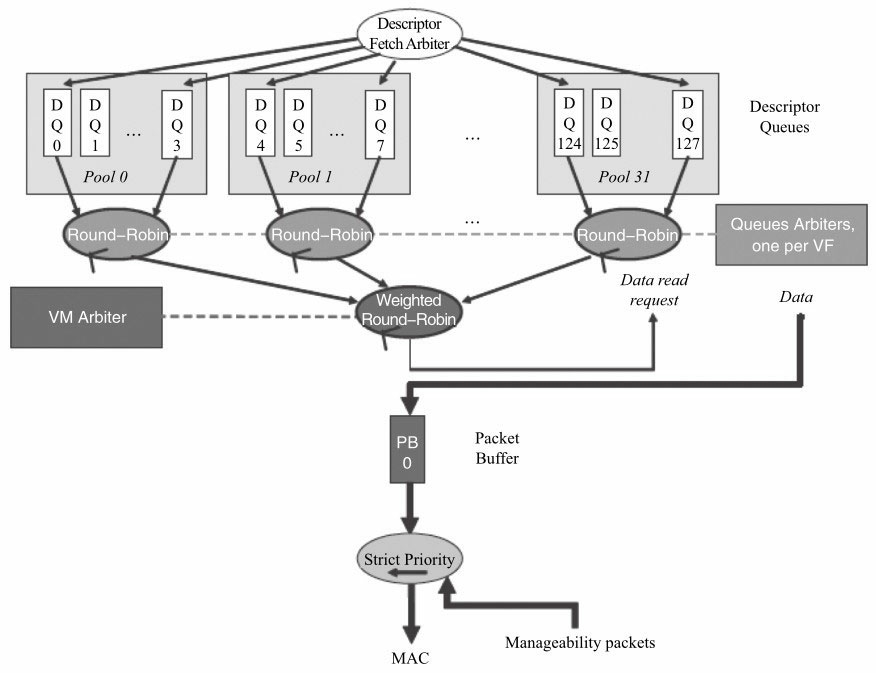 Descriptor
Fetch Arbiter
D
Q
0
D
Q
1
...
D
Q
3
Pool 0
D
Q
4
D
Q
5
...
D
Q
7
Pool 1
...
D
Q
124
D
Q
125
D
Q
127
Pool 31
Descriptor
Queues
Round–Robin
Round–Robin
...
Round–Robin
Queues Arbiters,
one per VF
VM Arbiter
Weighted
Round–Robin
Data read
request
Data
PB
0
Packet
Buffer
Strict Priority
Manageability packets
MAC